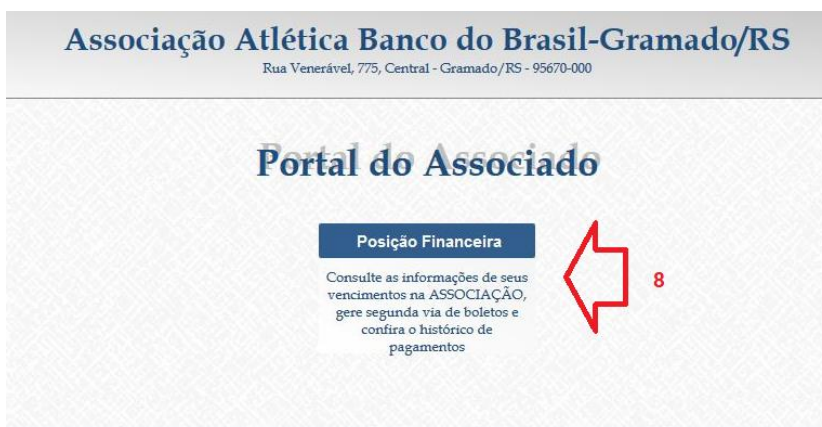 Associação Atlética Banco do Brasil-Gramado/RS
Rua Venerável, 775, Central - Gramado/RS - 95670-000
Portal do Associado
Posição Financeira
8
Consulte as informações de seus
vencimentos na ASSOCIAÇÃO,
gere segunda via de boletos e
confira o histórico de
pagamentos